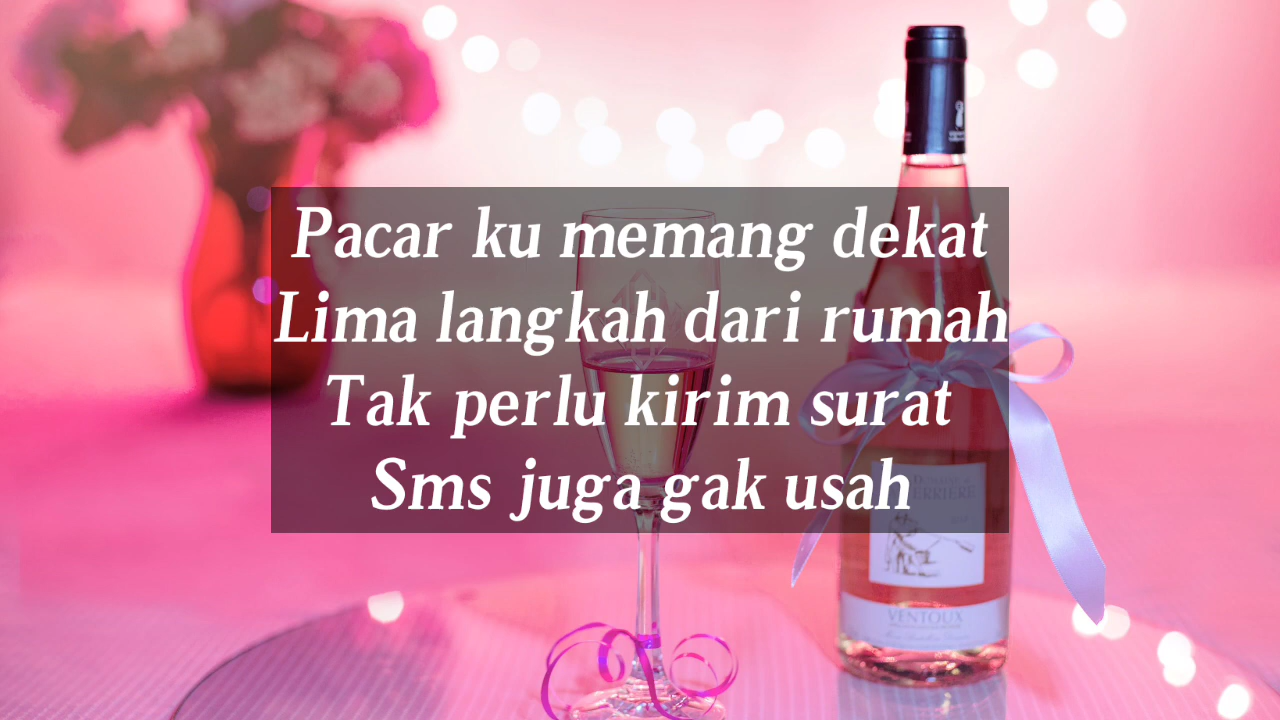 Pacar ku memang dekat
Lima langkah dari rumah
Tak perlu kirim surat
Sms juga gak usah
VENTOUX